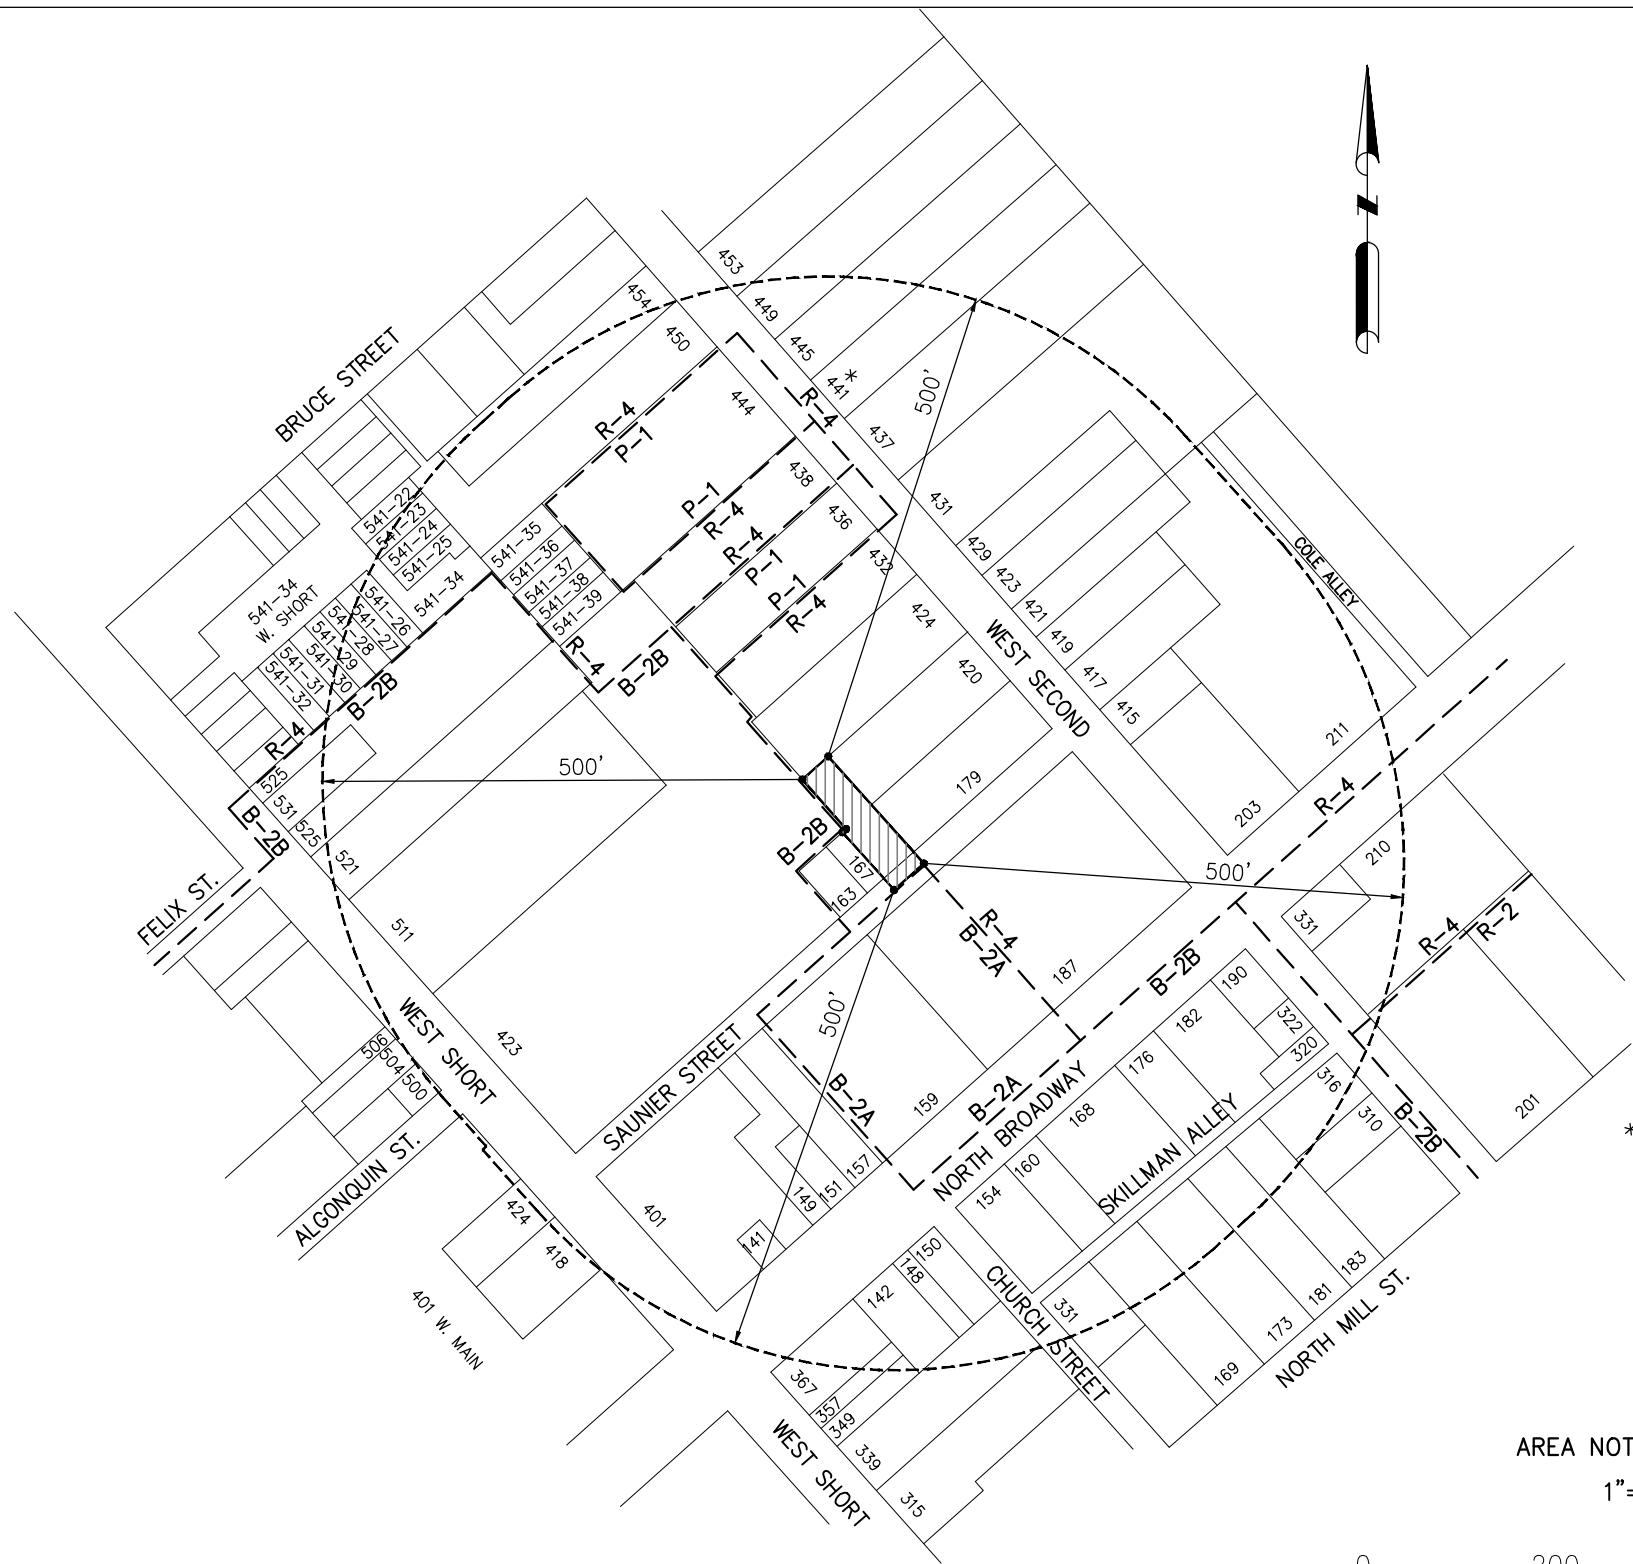 453
449
445
441
*
437
431
429
423
421
419
417
415
454
450
444
438
436
432
424
420
179
BRUCE STREET
R-4
P-1
R-4
P-1
R-4
R-4
P-1
P-1
R-4
500'
COLE ALLEY
WEST SECOND
211
203
541-22
541-23
541-24
541-25
541-34
541-34
W. SHORT
541-26
541-27
541-28
541-29
541-30
541-31
541-32
541-35
541-36
541-37
541-38
541-39
R-4
B-2B
R-4
B-2B
525
531
525
521
511
423
B-2B
FELIX ST.
500'
B-2B
167
163
500'
R-4
210
331
R-4
R-2
R-4
B-2A
187
B-2B
190
182
176
168
160
154
322
320
316
310
B-2B
201
*
500'
WEST SHORT
506
504
500
ALGONQUIN ST.
SAUNIER STREET
B-2A
159
B-2A
NORTH BROADWAY
SKILLMAN ALLEY
157
151
149
141
401
424
418
401 W. MAIN
150
148
142
CHURCH STREET
331
183
181
173
169
NORTH MILL ST.
367
357
349
339
315
WEST SHORT
AREA NOT
1"=
0 200
N